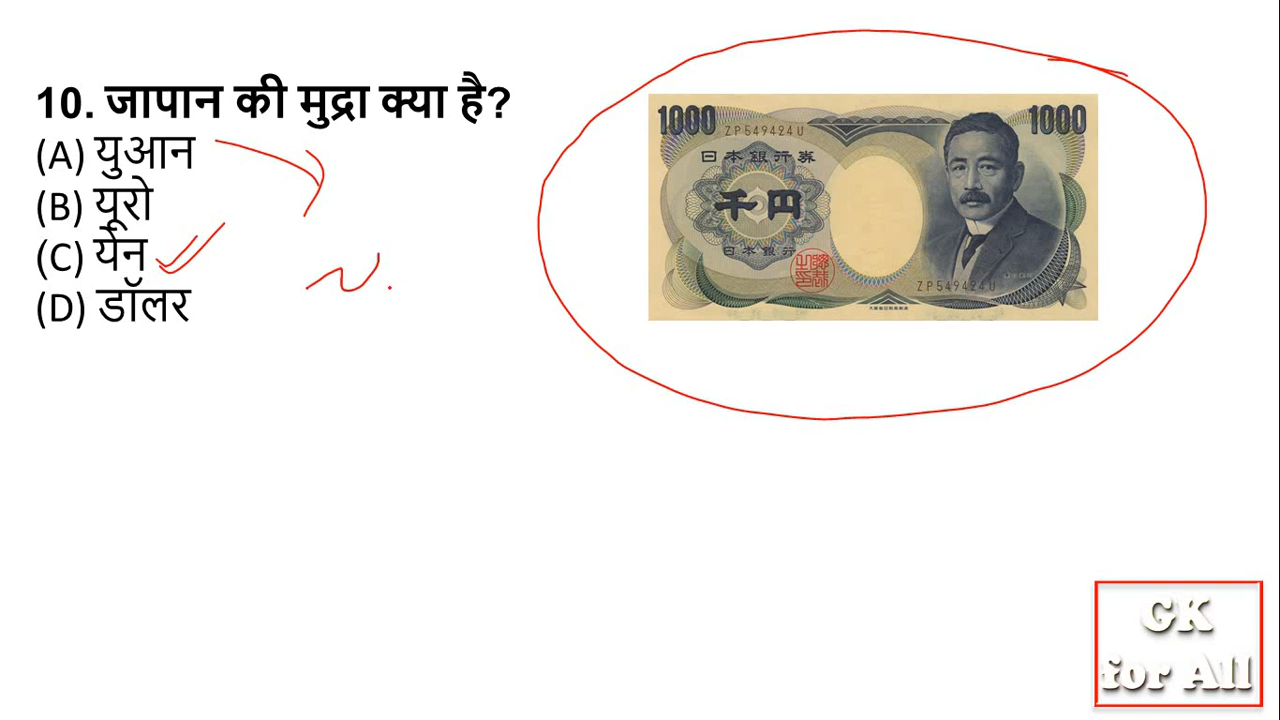 10. जापान की मुद्रा क्या है?
(A) युआन
(B) यूरो
(C) येन
(D) डॉलर
1000 1000
ZP549424U
日本銀行券
千円
日本銀行
ZP549424U
GK
for All